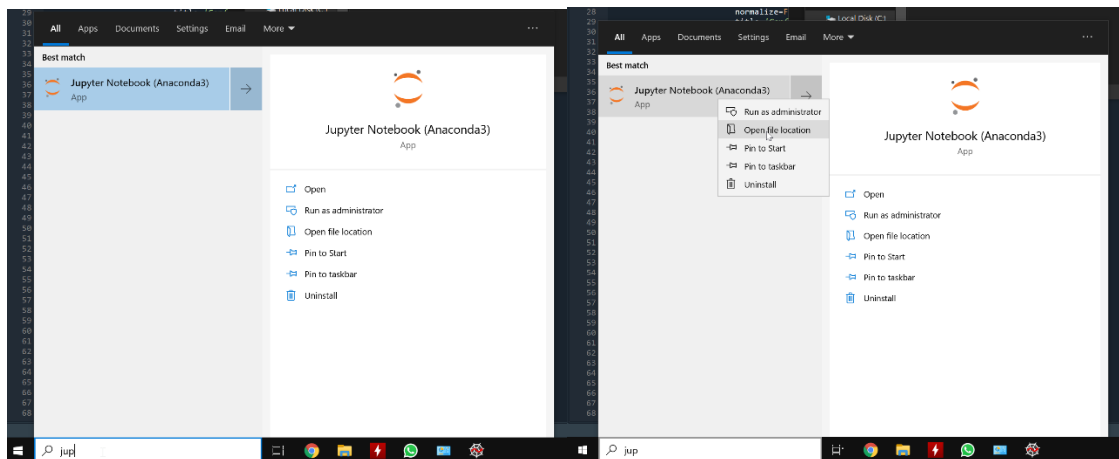 29
30
31
32
33
34
35
36
37
38
39
40
41
42
43
44
45
46
47
48
49
50
51
52
53
54
55
56
57
58
59
60
61
62
63
64
65
66
67
68
All Apps Documents Settings Email More ...
Best match
Jupyter Notebook (Anaconda3)
App
Jupyter Notebook (Anaconda3)
App
Open
Run as administrator
Open file location
Pin to Start
Pin to taskbar
Uninstall
jup
28
29
30
31
32
33
34
35
36
37
38
39
40
41
42
43
44
45
46
47
48
49
50
51
52
53
54
55
56
57
58
59
60
61
62
63
64
65
66
67
68
normalize=F
Local Disk (C:)
All Apps Documents Settings Email More ...
Best match
Jupyter Notebook (Anaconda3)
App
Run as administrator
Open file location
Pin to Start
Pin to taskbar
Uninstall
Jupyter Notebook (Anaconda3)
App
Open
Run as administrator
Open file location
Pin to Start
Pin to taskbar
Uninstall
jup